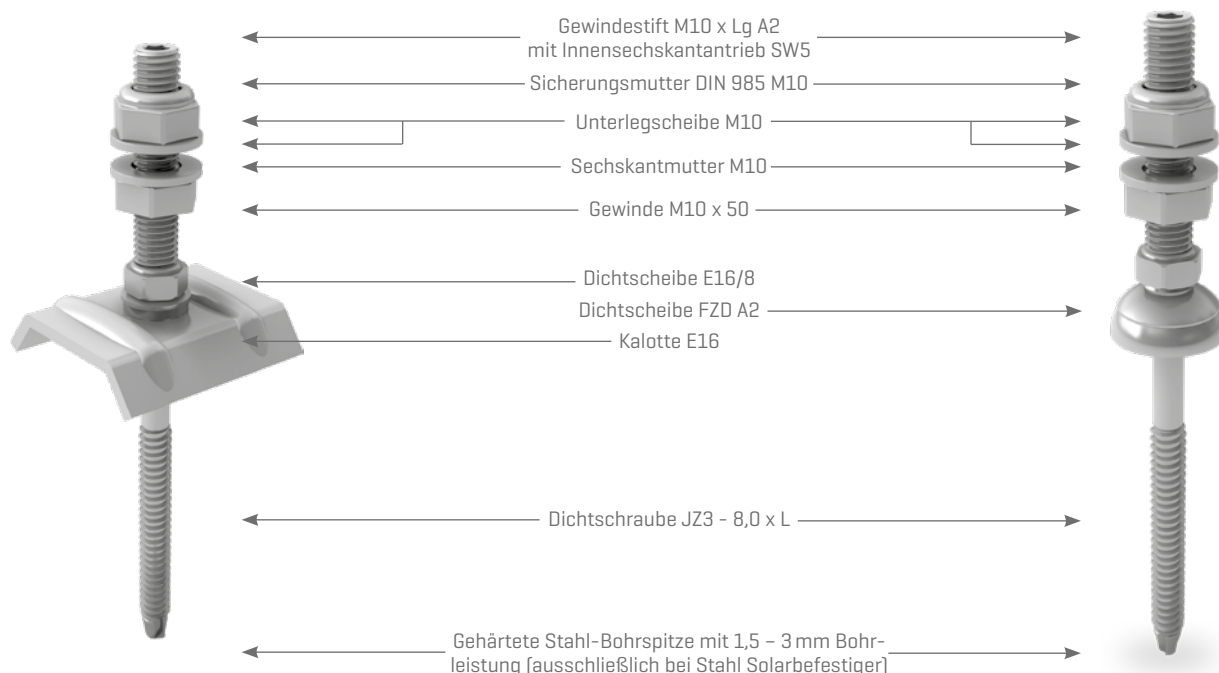 Gewindestift M10 x Lg A2
mit Innensechskantantrieb SW5
Sicherungsmutter DIN 985 M10
Unterlegscheibe M10
Sechskantmutter M10
Gewinde M10 x 50
Dichtscheibe E16/8
Dichtscheibe FZD A2
Kalotte E16
Dichtschraube JZ3 - 8,0 x L
Gehärtete Stahl-Bohrspitze mit 1,5 – 3 mm Bohr-
leistung (ausschließlich bei Stahl Solarbefestiger)